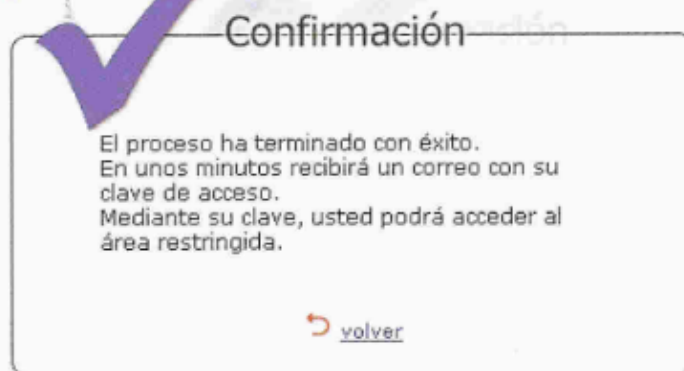 Confirmación
El proceso ha terminado con éxito.
En unos minutos recibirá un correo con su
clave de acceso.
Mediante su clave, usted podrá acceder al
área restringida.
volver